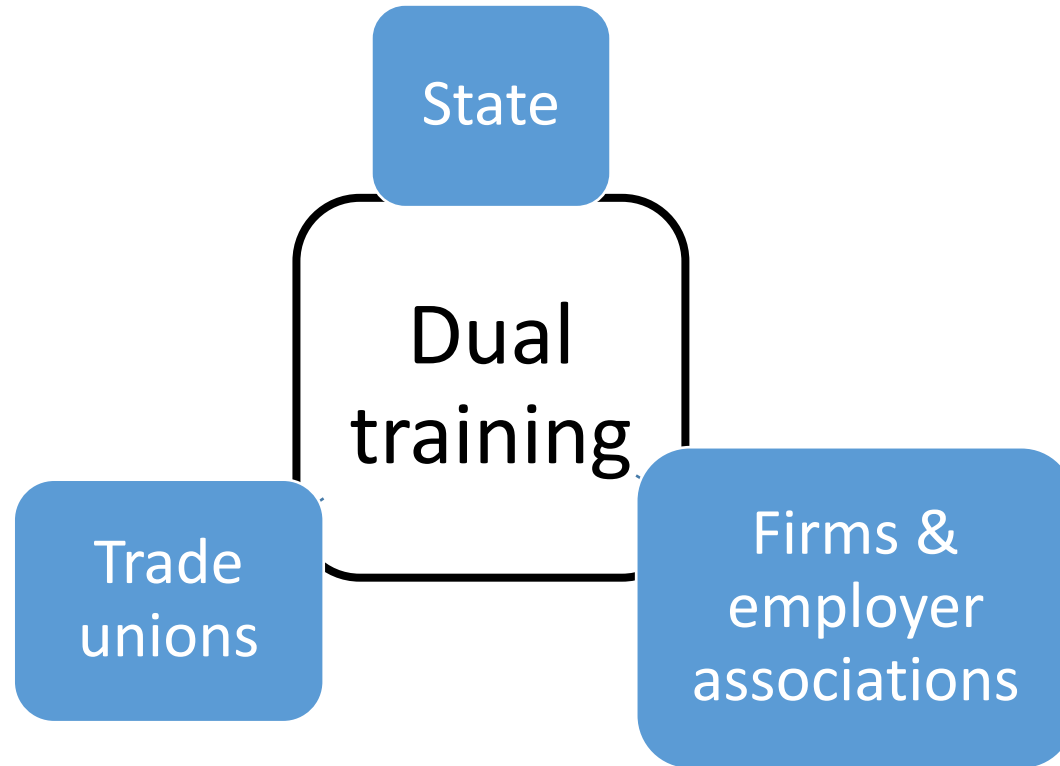 State
Dual
training
Trade
unions
Firms &
employer
associations